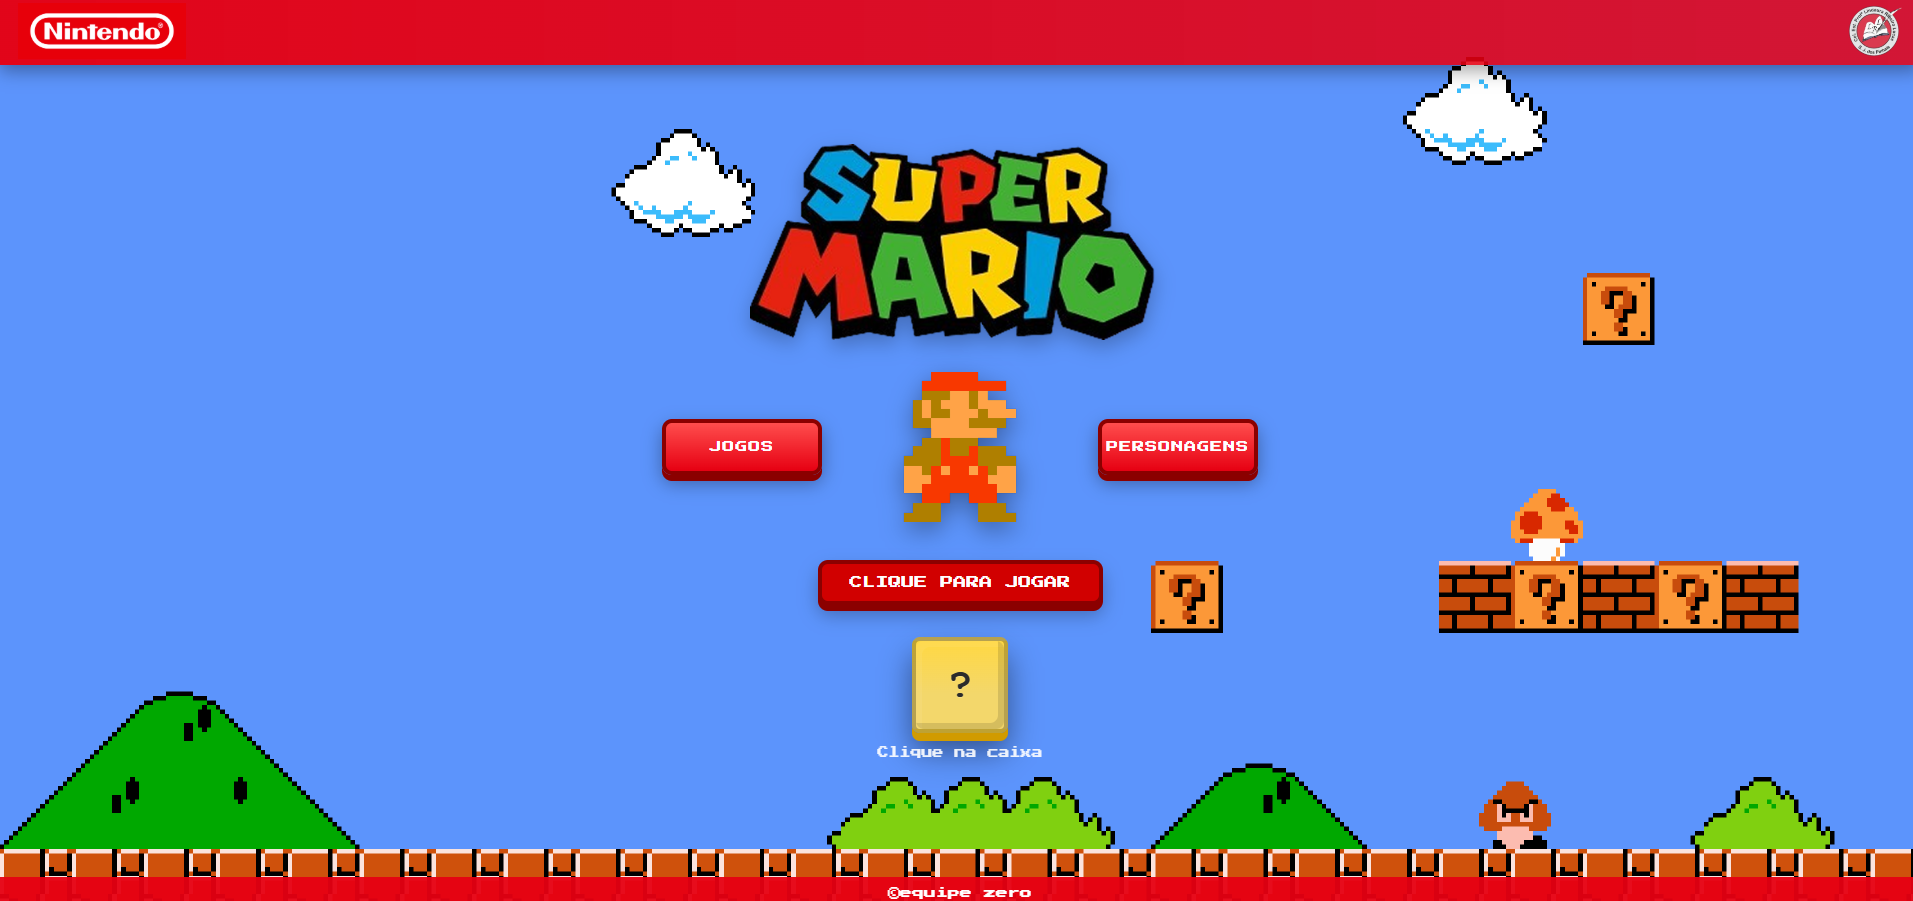 Nintendo®
SUPER
MARIO
?
JOGOS
PERSONAGENS
CLIQUE PARA JOGAR
?
?
?
?
Clique na caixa
©equipe zero